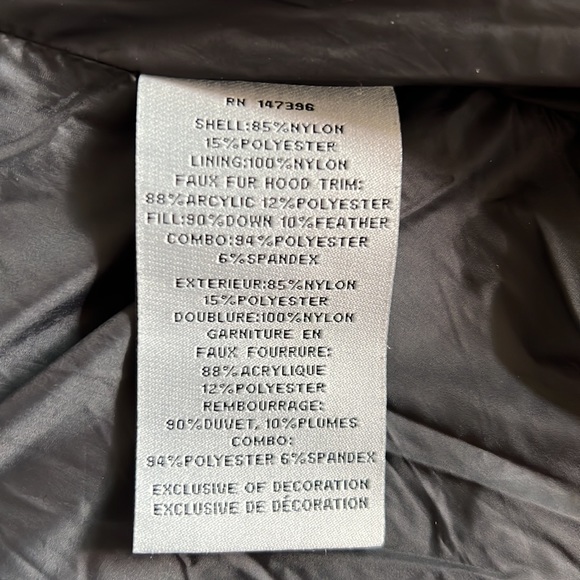 RN 147396
SHELL:85%NYLON
15%POLYESTER
LINING:100%NYLON
FAUX FUR HOOD TRIM:
88%ARCYLIC 12%POLYESTER
FILL:90%DOWN 10%FEATHER
COMBO:94%POLYESTER
6%SPANDEX
EXTERIEUR:85%NYLON
15%POLYESTER
DOUBLURE:100%NYLON
GARNITURE EN
FAUX FOURRURE:
88%ACRYLIQUE
12%POLYESTER
REMBOURRAGE:
90%DUVET, 10%PLUMES
COMBO:
94%POLYESTER 6%SPANDEX
EXCLUSIVE OF DECORATION
EXCLUSIVE DE DÉCORATION